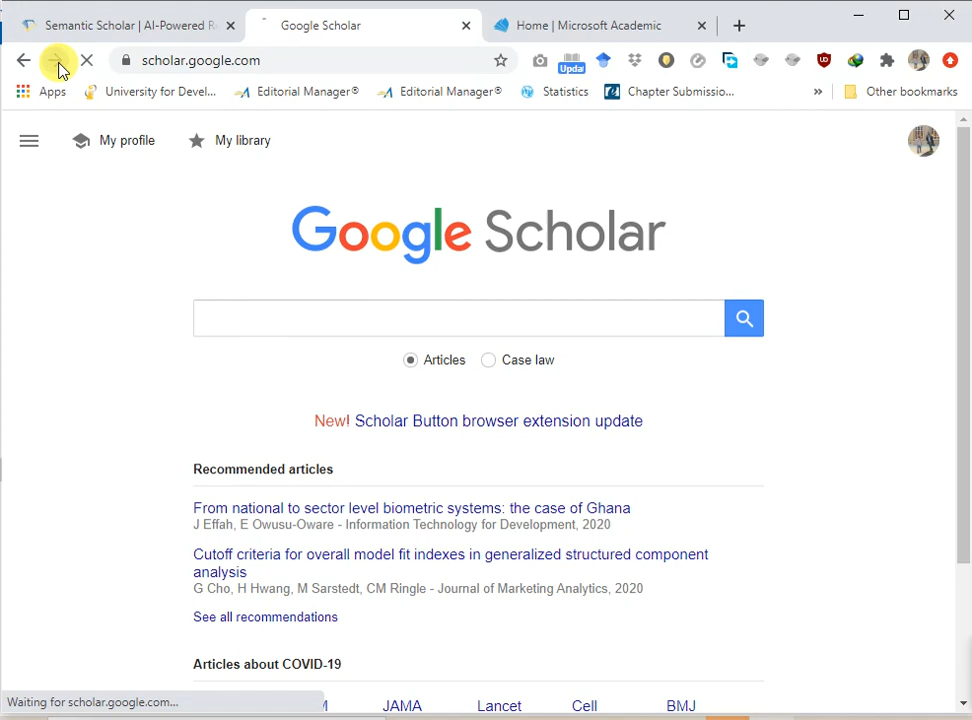 Semantic Scholar | AI-Powered R
Google Scholar
Home | Microsoft Academic
scholar.google.com
Upda
Apps
University for Devel...
Editorial Manager®
Editorial Manager®
Statistics
Chapter Submissio...
»
Other bookmarks
My profile
My library
Google Scholar
Articles
Case law
New! Scholar Button browser extension update
Recommended articles
From national to sector level biometric systems: the case of Ghana
J Effah, E Owusu-Oware - Information Technology for Development, 2020
Cutoff criteria for overall model fit indexes in generalized structured component
analysis
G Cho, H Hwang, M Sarstedt, CM Ringle - Journal of Marketing Analytics, 2020
See all recommendations
Articles about COVID-19
JAMA
Lancet
Cell
BMJ
Waiting for scholar.google.com...